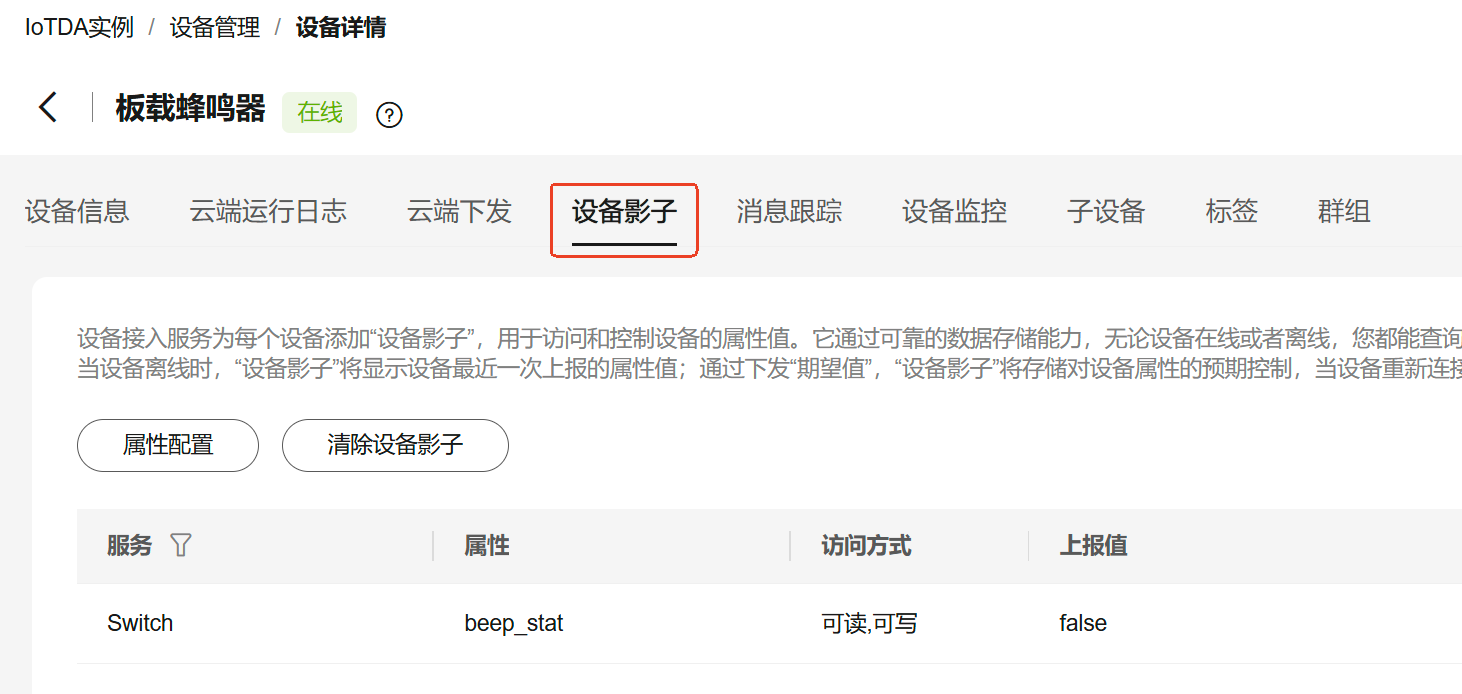 IoTDA实例 / 设备管理 / 设备详情
板载蜂鸣器 在线 ?
设备信息 云端运行日志 云端下发 设备影子 消息跟踪 设备监控 子设备 标签 群组
设备接入服务为每个设备添加“设备影子”，用于访问和控制设备的属性值。它通过可靠的数据存储能力，无论设备在线或者离线，您都能查询
当设备离线时，“设备影子”将显示设备最近一次上报的属性值；通过下发“期望值”，“设备影子”将存储对设备属性的预期控制，当设备重新连接
属性配置 清除设备影子
服务 属性 访问方式 上报值
Switch beep_stat 可读,可写 false